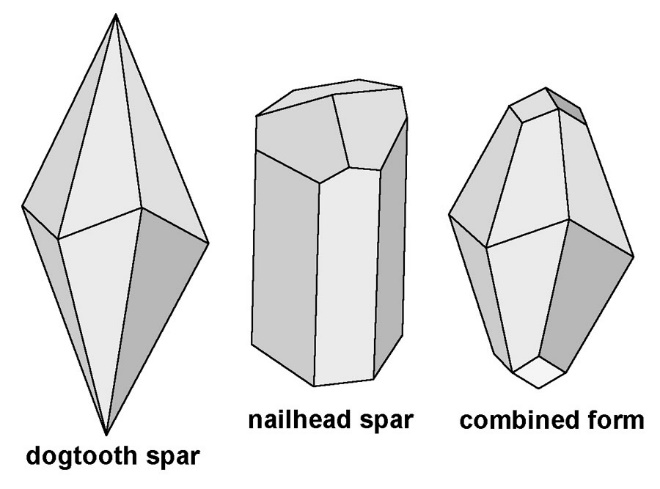 dogtooth spar
nailhead spar
combined form